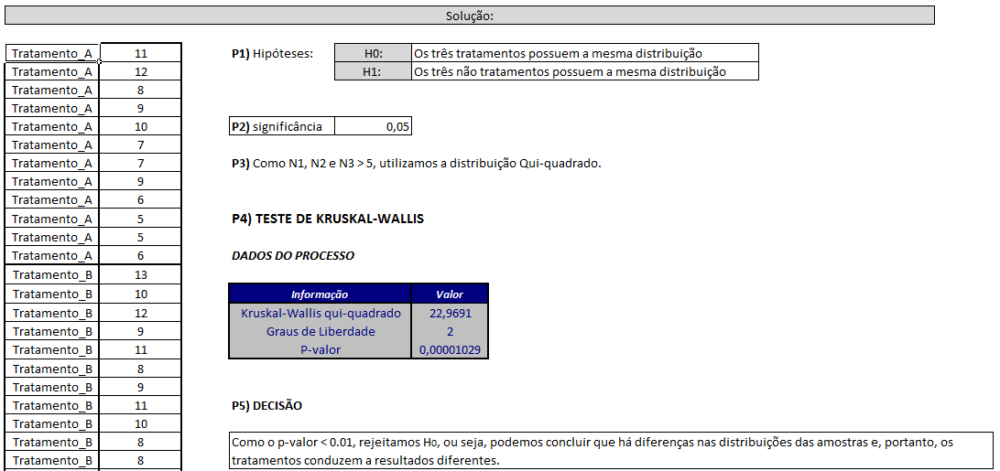 Solução:
Tratamento_A 11
Tratamento_A 12
Tratamento_A 8
Tratamento_A 9
Tratamento_A 10
Tratamento_A 7
Tratamento_A 7
Tratamento_A 9
Tratamento_A 6
Tratamento_A 5
Tratamento_A 5
Tratamento_A 6
Tratamento_B 13
Tratamento_B 10
Tratamento_B 12
Tratamento_B 9
Tratamento_B 11
Tratamento_B 8
Tratamento_B 9
Tratamento_B 11
Tratamento_B 10
Tratamento_B 8
Tratamento_B 8
P1) Hipóteses: H0: Os três tratamentos possuem a mesma distribuição
H1: Os três não tratamentos possuem a mesma distribuição
P2) significância 0,05
P3) Como N1, N2 e N3 > 5, utilizamos a distribuição Qui-quadrado.
P4) TESTE DE KRUSKAL-WALLIS
DADOS DO PROCESSO
Informação Valor
Kruskal-Wallis qui-quadrado 22,9691
Graus de Liberdade 2
P-valor 0,00001029
P5) DECISÃO
Como o p-valor < 0.01, rejeitamos H₀, ou seja, podemos concluir que há diferenças nas distribuições das amostras e, portanto, os
tratamentos conduzem a resultados diferentes.